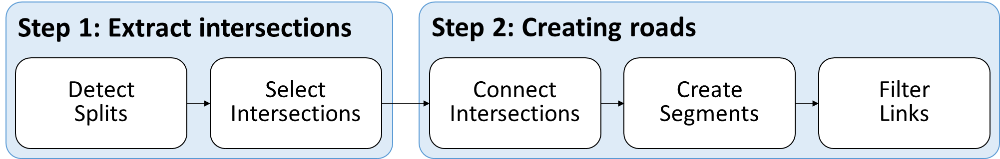 Step 1: Extract intersections
Detect
Splits
Select
Intersections
Step 2: Creating roads
Connect
Intersections
Create
Segments
Filter
Links